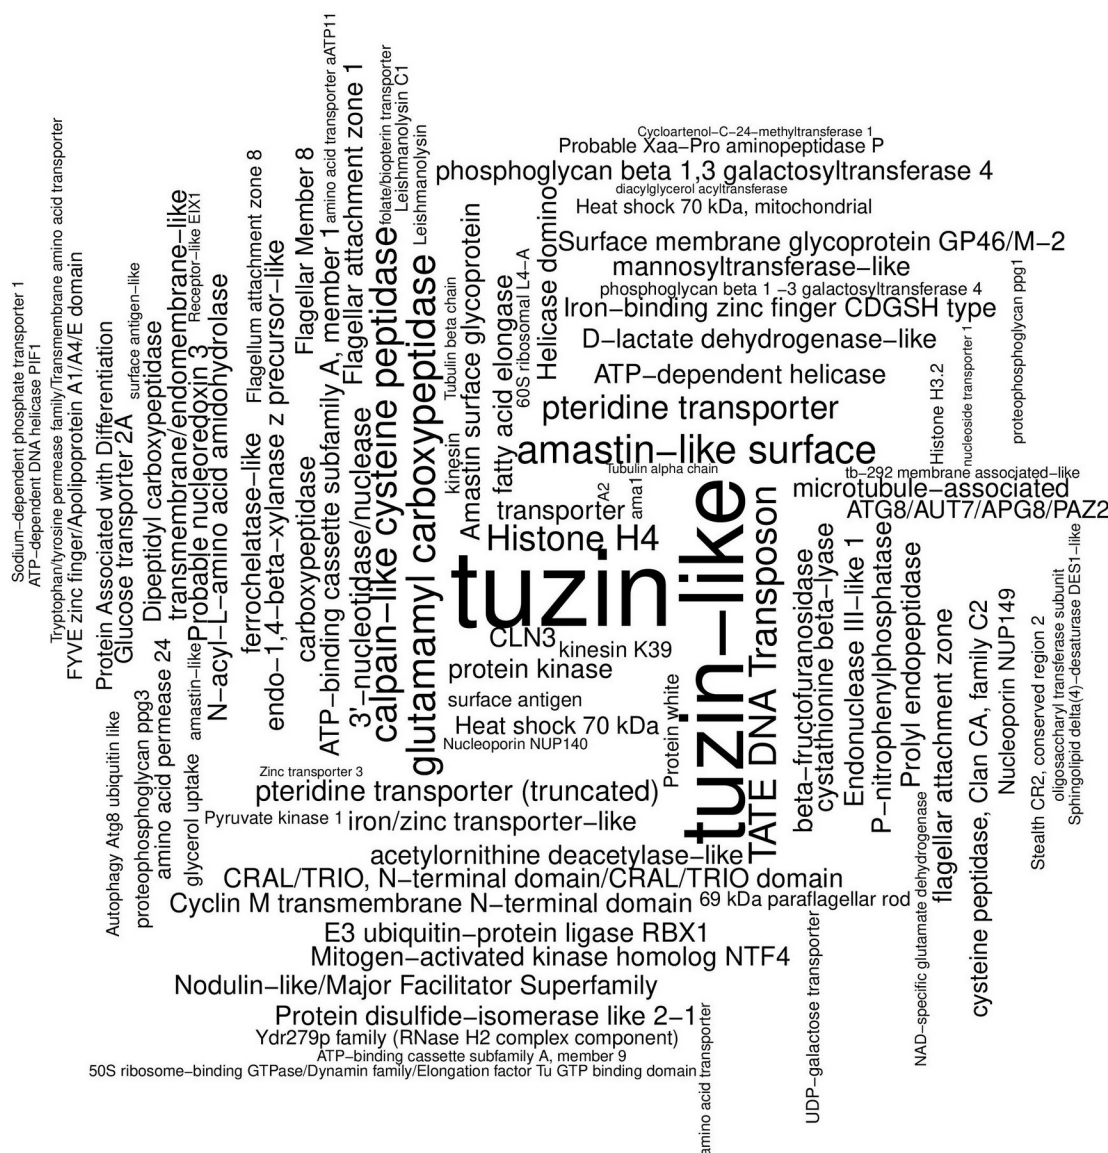 Cycloartenol−C−24−methyltransferase 1
Probable Xaa−Pro aminopeptidase P
phosphoglycan beta 1,3 galactosyltransferase 4
diacylglycerol acyltransferase
Heat shock 70 kDa, mitochondrial
Surface membrane glycoprotein GP46/M−2
mannosyltransferase−like
phosphoglycan beta 1 −3 galactosyltransferase 4
Iron−binding zinc finger CDGSH type
D−lactate dehydrogenase−like
ATP−dependent helicase
pteridine transporter
amastin−like surface
Tubulin alpha chain
tb−292 membrane associated−like
microtubule−associated
ATG8/AUT7/APG8/PAZ2
transporter
Histone H4
tuzin
CLN3
kinesin K39
protein kinase
surface antigen
Heat shock 70 kDa
Nucleoporin NUP140
Zinc transporter 3
pteridine transporter (truncated)
Pyruvate kinase 1
iron/zinc transporter−like
acetylornithine deacetylase−like
CRAL/TRIO, N−terminal domain/CRAL/TRIO domain
Cyclin M transmembrane N−terminal domain
69 kDa paraflagellar rod
E3 ubiquitin−protein ligase RBX1
Mitogen−activated kinase homolog NTF4
Nodulin−like/Major Facilitator Superfamily
Protein disulfide−isomerase like 2−1
Ydr279p family (RNase H2 complex component)
ATP−binding cassette subfamily A, member 9
50S ribosome−binding GTPase/Dynamin family/Elongation factor Tu GTP binding domain
Sodium−dependent phosphate transporter 1
ATP−dependent DNA helicase PIF1
Tryptophan/tyrosine permease family/Transmembrane amino acid transporter
FYVE zinc finger/Apolipoprotein A1/A4/E domain
Protein Associated with Differentiation
Autophagy Atg8 ubiquitin like
Glucose transporter 2A
surface antigen−like
proteophosphoglycan ppg3
Dipeptidyl carboxypeptidase
amino acid permease 24
transmembrane/endomembrane−like
glycerol uptake
Receptor−like EIX1
Probable nucleoredoxin 3
amastin−like
N−acyl−L−amino acid amidohydrolase
Flagellum attachment zone 8
ferrochelatase−like
endo−1,4−beta−xylanase z precursor−like
Flagellar Member 8
carboxypeptidase
amino acid transporter aATP11
ATP−binding cassette subfamily A, member 1
Flagellar attachment zone 1
3'−nucleotidase/nuclease
folate/biopterin transporter
calpain−like cysteine peptidase
Leishmanolysin C1
Leishmanolysin
glutamamyl carboxypeptidase
Tubulin beta chain
kinesin
Amastin surface glycoprotein
fatty acid elongase
60S ribosomal L4−A
Helicase domino
A2
ama1
Protein white
tuzin−like
TATE DNA Transposon
beta−fructofuranosidase
cystathionine beta−lyase
Endonuclease III−like 1
P−nitrophenylphosphatase
Prolyl endopeptidase
UDP−galactose transporter
amino acid transporter
NAD−specific glutamate dehydrogenase
Histone H3.2
flagellar attachment zone
nucleoside transporter 1
cysteine peptidase, Clan CA, family C2
Nucleoporin NUP149
proteophosphoglycan ppg1
Stealth CR2, conserved region 2
oligosaccharyl transferase subunit
Sphingolipid delta(4)−desaturase DES1−like